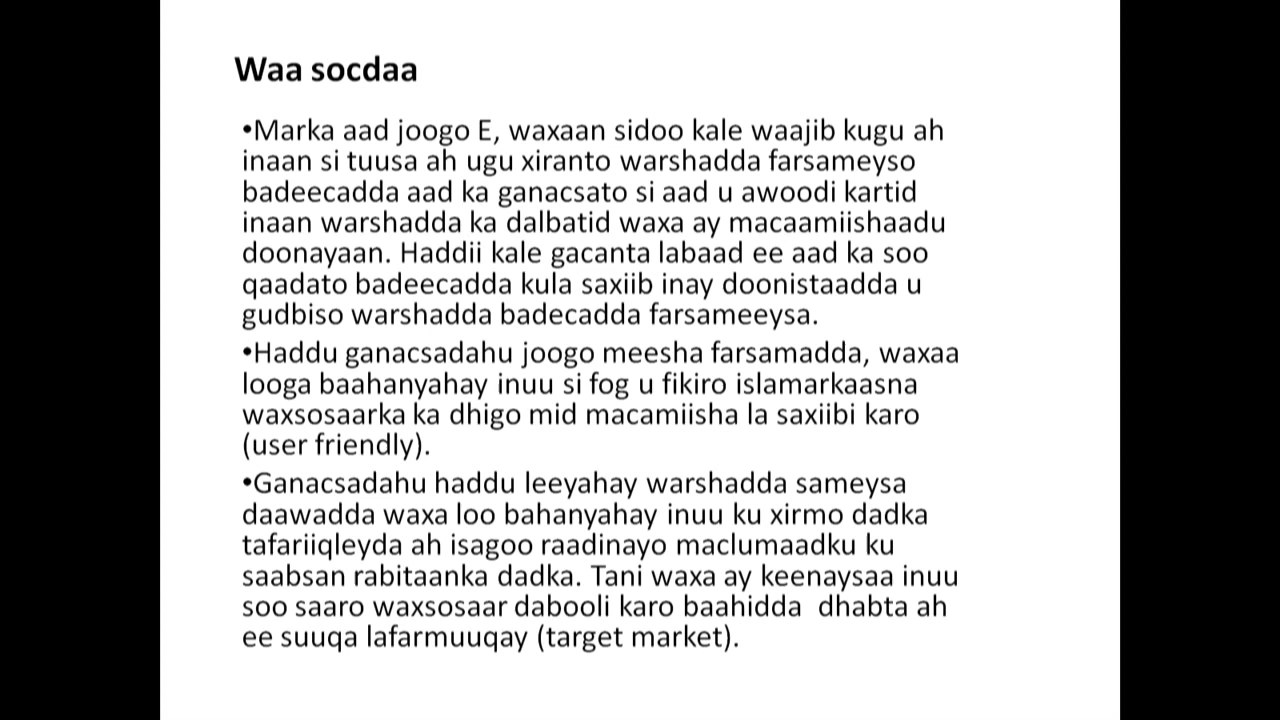 Waa socdaa
•Marka aad joogo E, waxaan sidoo kale waajib kugu ah
inaan si tuusa ah ugu xiranto warshadda farsameyso
badeecadda aad ka ganacsato si aad u awoodi kartid
inaan warshadda ka dalbatid waxa ay macaamiishaadu
doonayaan. Haddii kale gacanta labaad ee aad ka soo
qaadato badeecadda kula saxiib inay doonistaadda u
gudbiso warshadda badecadda farsameeysa.
•Haddu ganacsadahu joogo meesha farsamadda, waxaa
looga baahanyahay inuu si fog u fikiro islamarkaasna
waxsosaarka ka dhigo mid macamiisha la saxiibi karo
(user friendly).
•Ganacsadahu haddu leeyahay warshadda sameysa
daawadda waxa loo bahanyahay inuu ku xirmo dadka
tafariiqleyda ah isagoo raadinayo maclumaadku ku
saabsan rabitaanka dadka. Tani waxa ay keenaysaa inuu
soo saaro waxsosaar dabooli karo baahidda  dhabta ah
ee suuqa lafarmuuqay (target market).